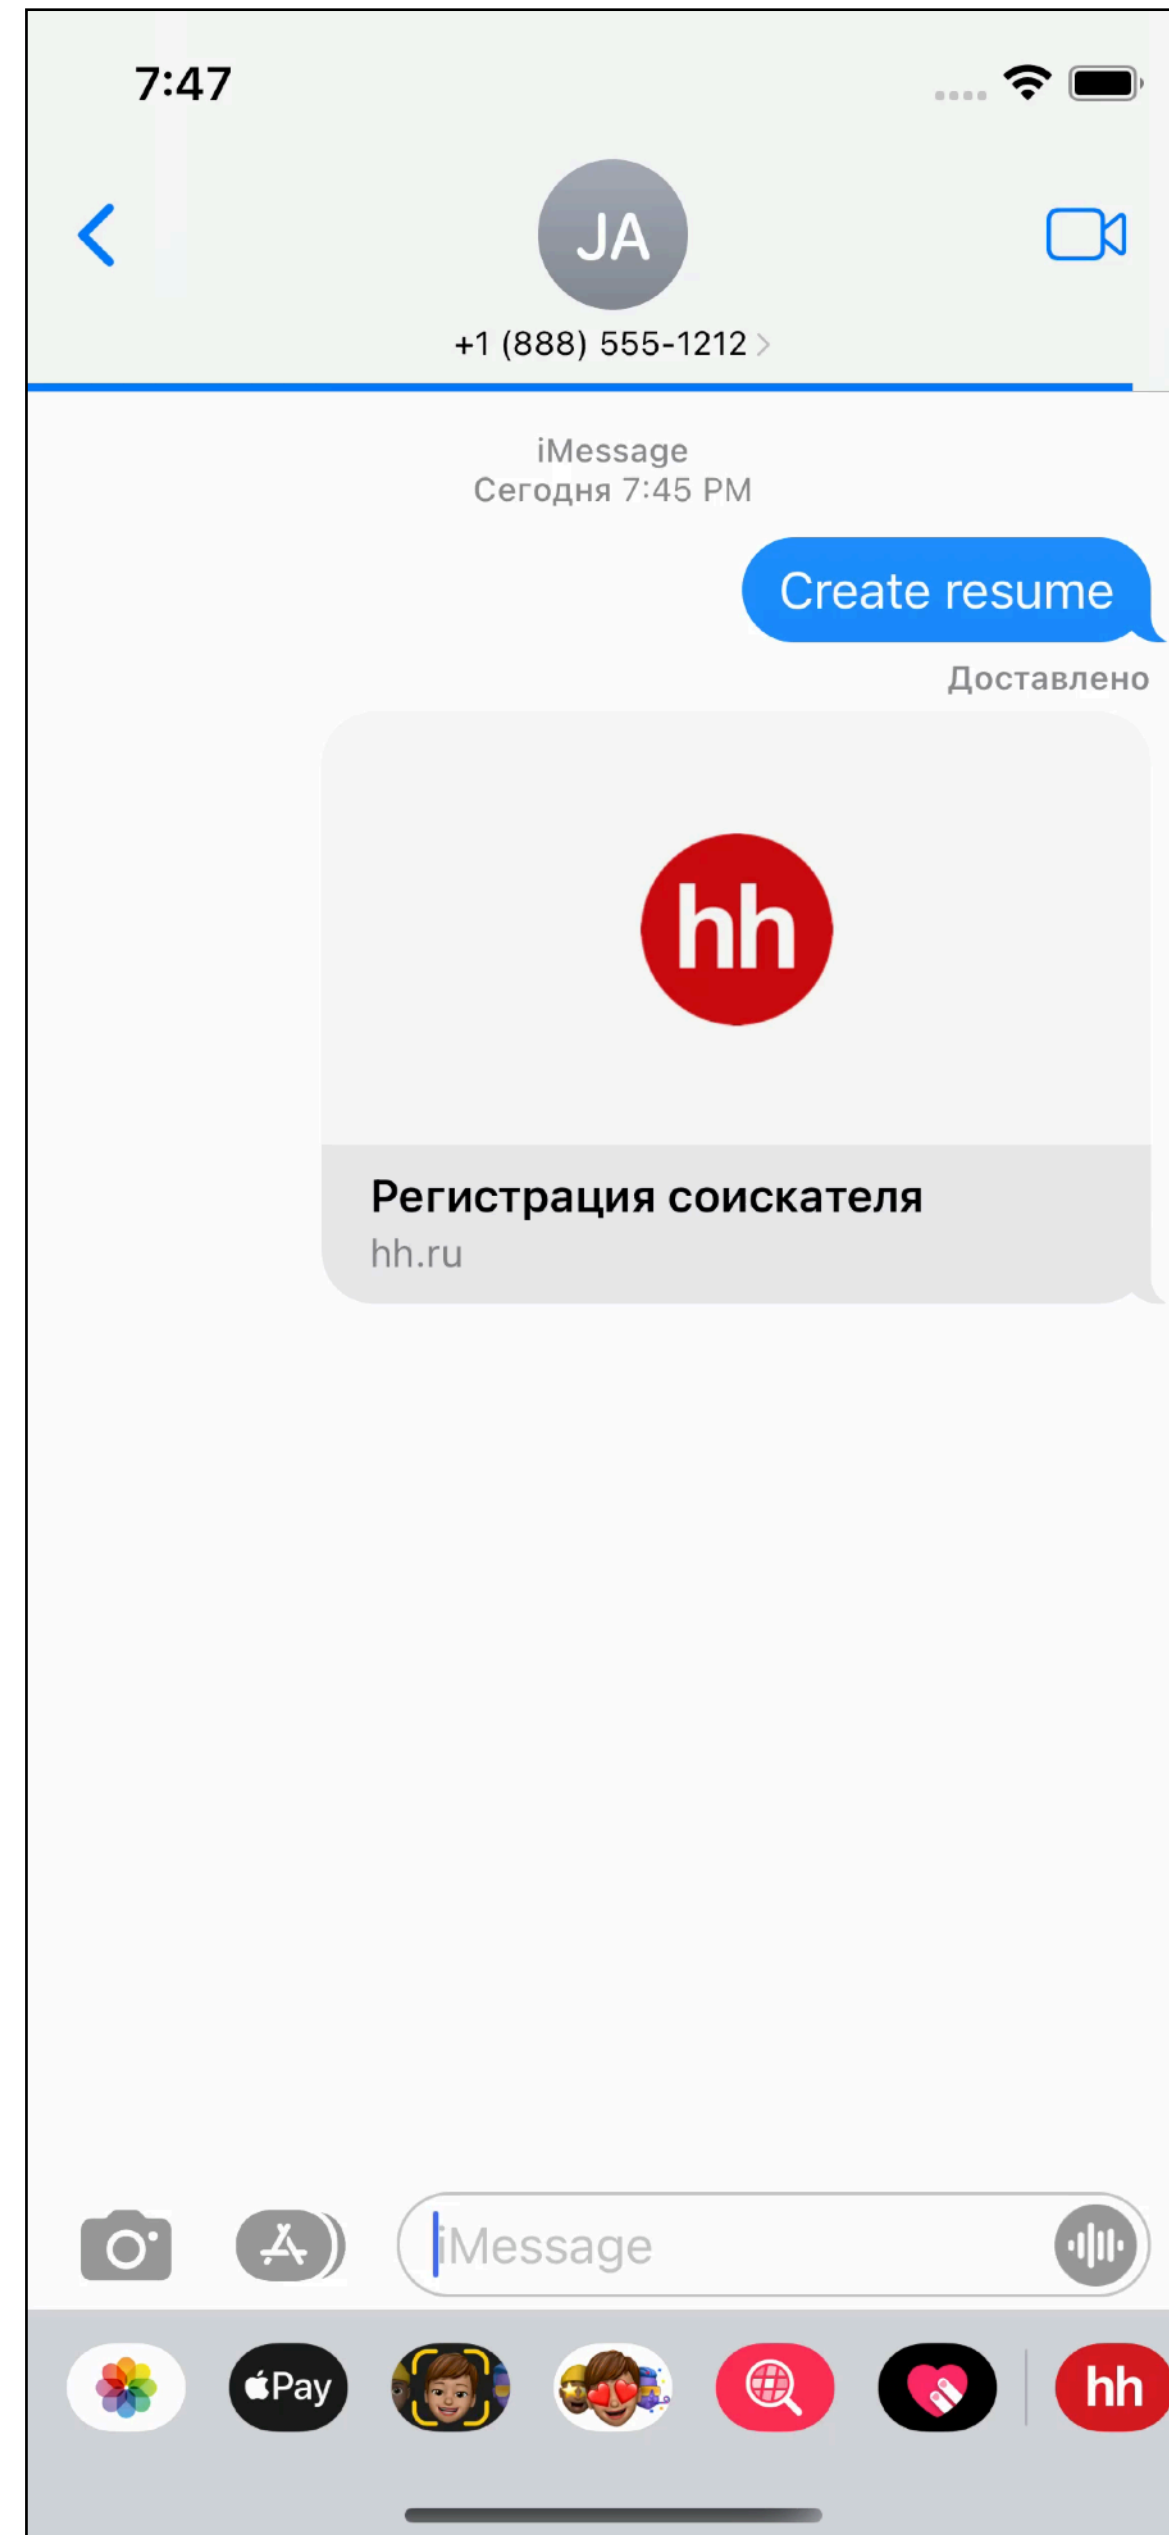 7:47
JA
+1 (888) 555-1212
iMessage
Сегодня 7:45 PM
Create resume
Доставлено
hh
Регистрация соискателя
hh.ru
iMessage
Pay
hh